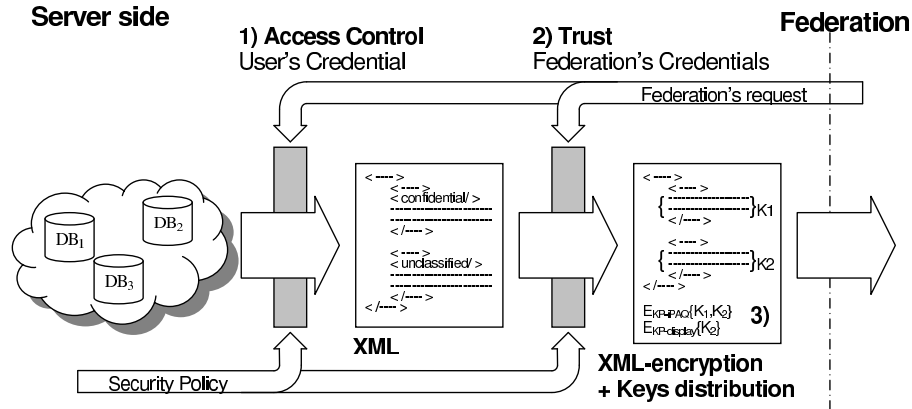 Server side
Federation
1) Access Control
User's Credential
2) Trust
Federation's Credentials
Federation's request
DB1
DB2
DB3
< ---- >
< ---- >
< confidential/ >
------------------------
------------------------
< /---- >
< ---- >
< unclassified/ >
------------------------
------------------------
< /---- >
< /---- >
XML
< ---- >
< ---- >
{ ------------------------ } K1
------------------------
< /---- >
< ---- >
{ ------------------------ } K2
------------------------
< /---- >
< /---- >
EKP-iPAQ{K1,K2}
EKP-display{K2}
3)
XML-encryption
+ Keys distribution
Security Policy